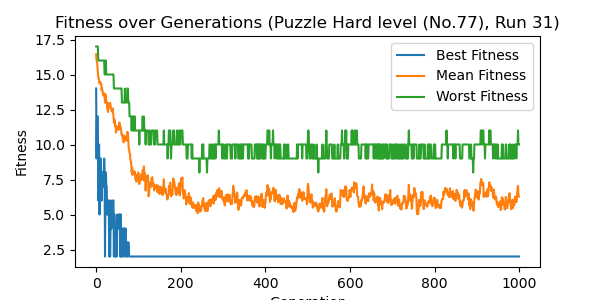 Fitness over Generations (Puzzle Hard level (No.77), Run 31)
17.5
15.0
12.5
10.0
7.5
5.0
2.5
Fitness
Best Fitness
Mean Fitness
Worst Fitness
0
200
400
600
800
1000
Generation